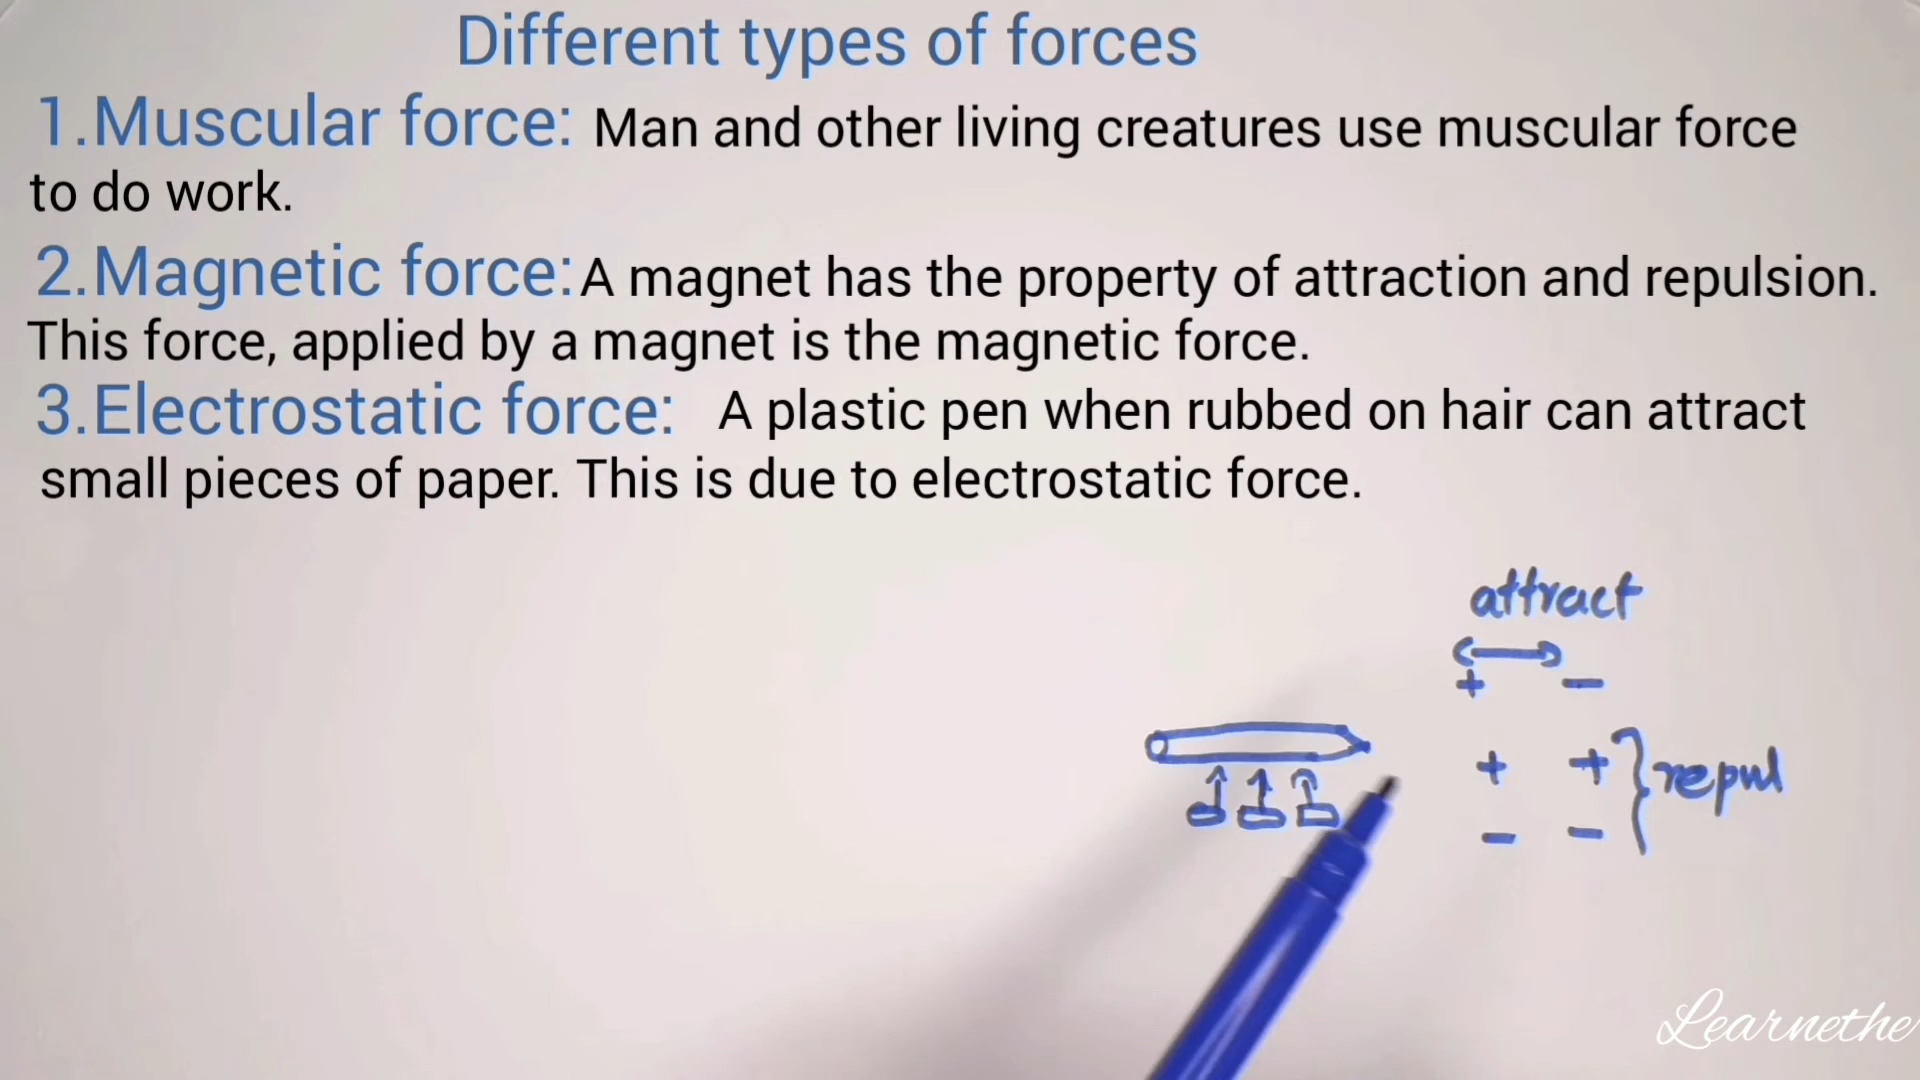 Different types of forces
1.Muscular force: Man and other living creatures use muscular force
to do work.
2.Magnetic force: A magnet has the property of attraction and repulsion.
This force, applied by a magnet is the magnetic force.
3.Electrostatic force: A plastic pen when rubbed on hair can attract
small pieces of paper. This is due to electrostatic force.
attract
+ −
+ + } repul
− −
Learnethe